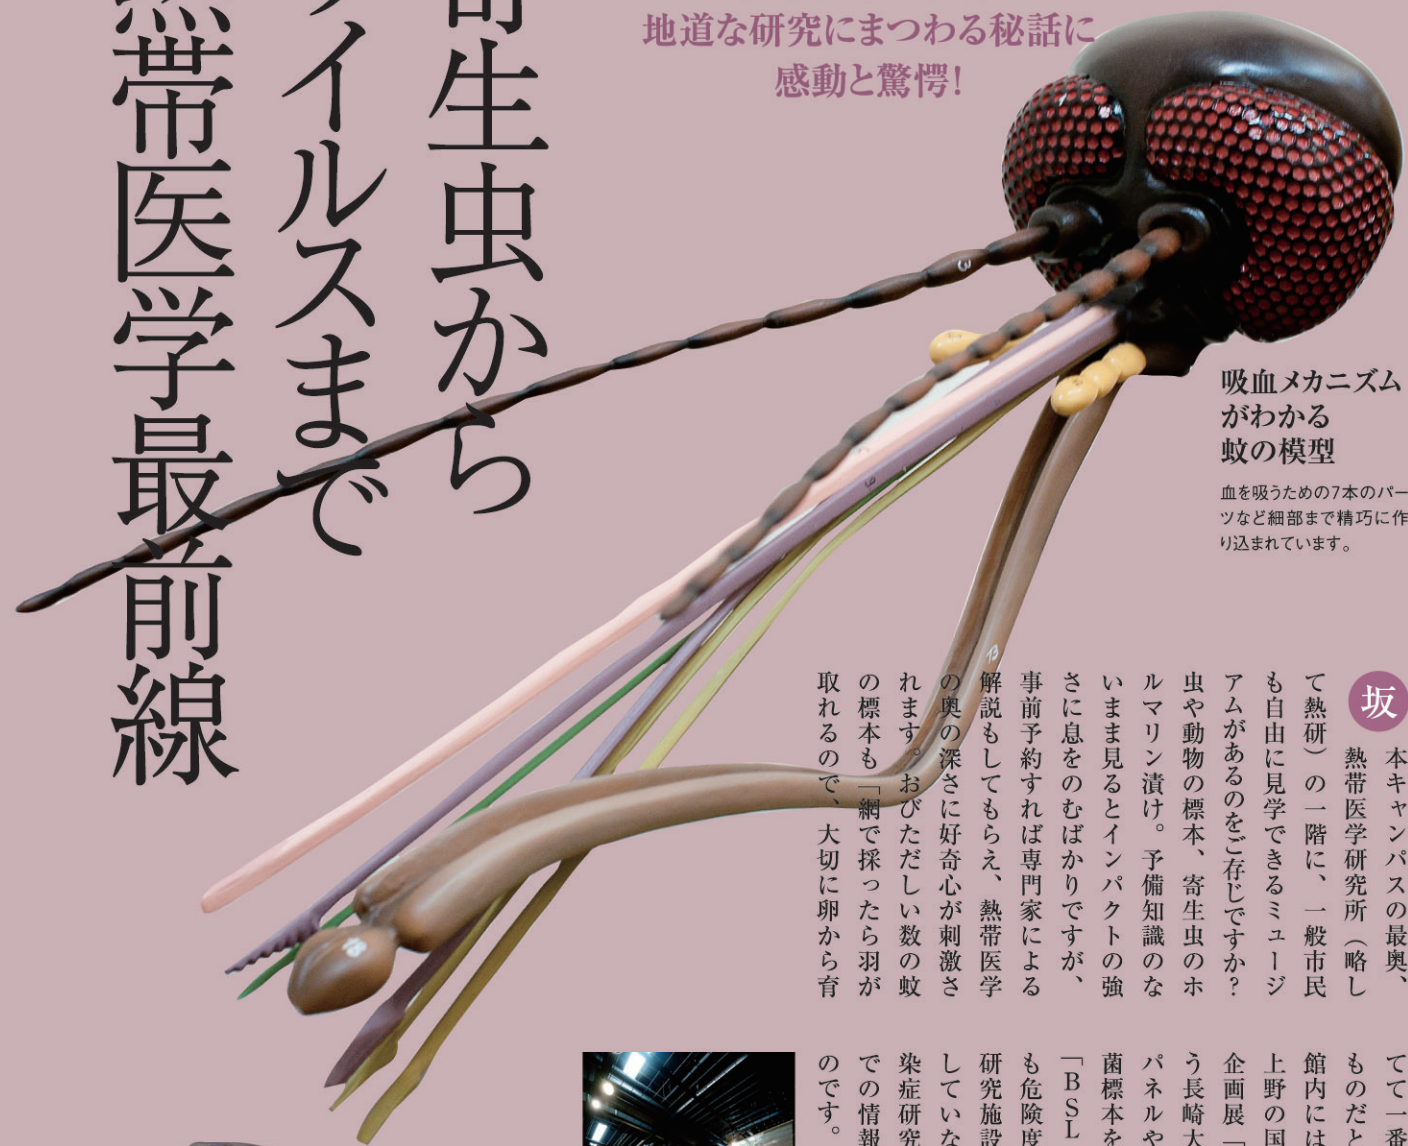 地道な研究にまつわる秘話に
感動と驚愕！
寄生虫から
イルスまで
熱帯医学最前線
3
13
18
吸血メカニズム
がわかる
蚊の模型
血を吸うための7本のパー
ツなど細部まで精巧に作
り込まれています。
坂本キャンパスの最奥、
熱帯医学研究所（略し
て熱研）の一階に、一般市民
も自由に見学できるミュージ
アムがあるのをご存じですか?
虫や動物の標本、寄生虫のホ
ルマリン漬け。予備知識のな
いまま見るとインパクトの強
さに息をのむばかりですが、
事前予約すれば専門家による
解説もしてもらえ、熱帯医学
の奥の深さに好奇心が刺激さ
れます。おびただしい数の蚊
の標本も「網で採ったら羽が
取れるので、大切に卵から育
てて一番
ものだと
館内には
上野の国
企画展「
う長崎大
パネルや
菌標本を
「BSL
も危険度
研究施設
していな
染症研究
での情報
のです。